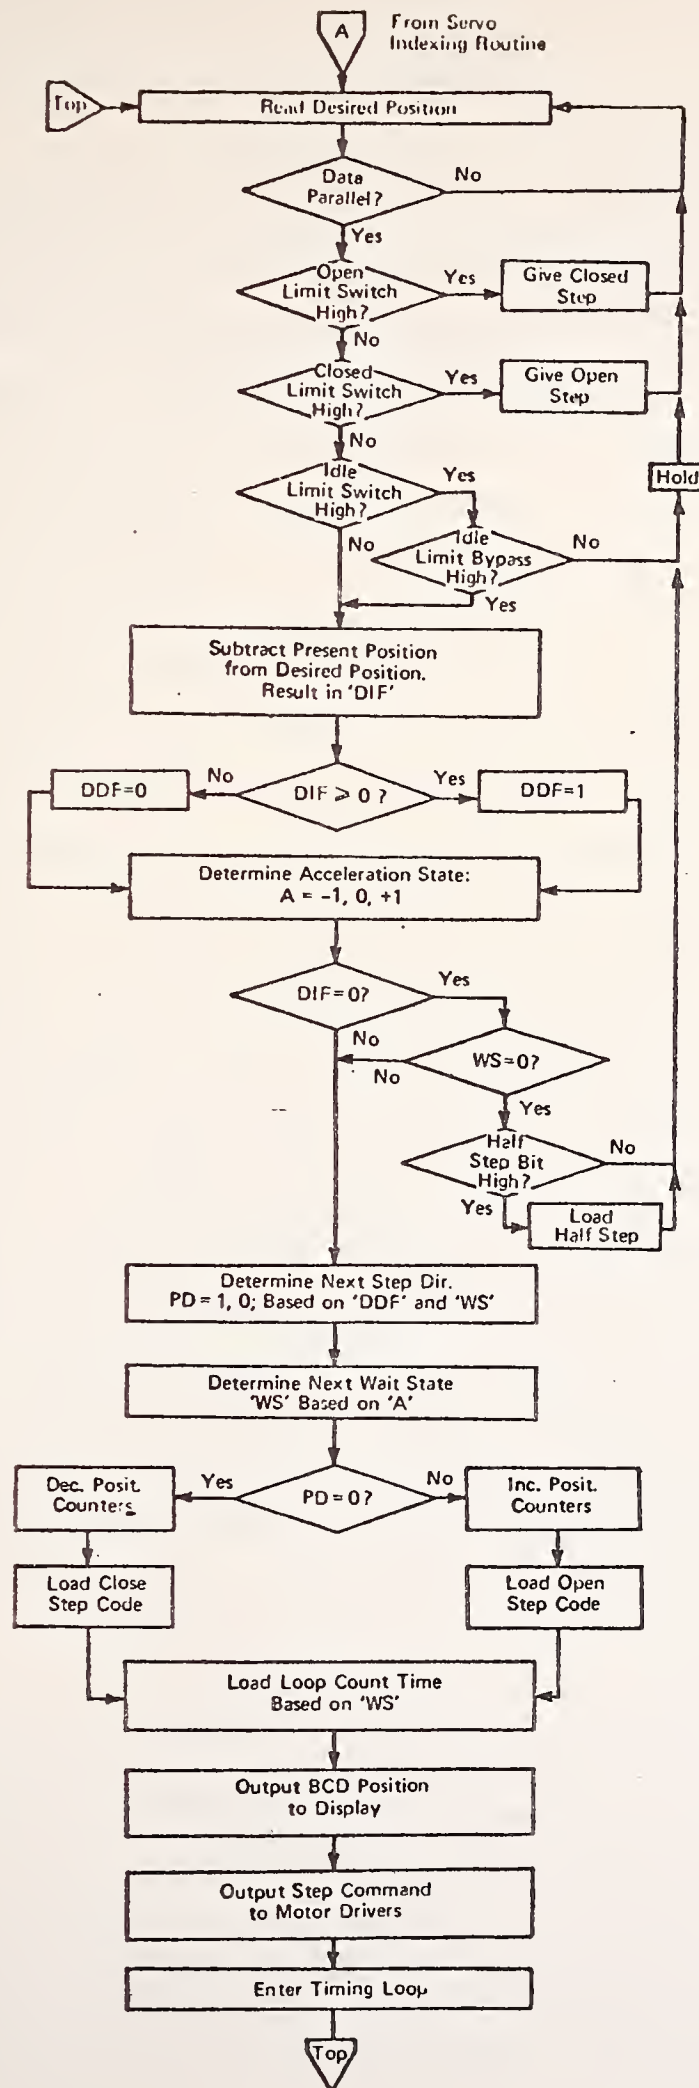 A
From Servo
Indexing Routine
Top
Read Desired Position
Data
Parallel?
No
Yes
Open
Limit Switch
High?
Yes
Give Closed
Step
No
Closed
Limit Switch
High?
Yes
Give Open
Step
No
Hold
Idle
Limit Switch
High?
Yes
No
Idle
Limit Bypass
High?
No
Yes
Subtract Present Position
from Desired Position.
Result in 'DIF'
DDF=0
No
DIF ⩾ 0 ?
Yes
DDF=1
Determine Acceleration State:
A = -1, 0, +1
DIF=0?
Yes
No
WS=0?
No
Yes
Half
Step Bit
High?
No
Yes
Load
Half Step
Determine Next Step Dir.
PD = 1, 0; Based on 'DDF' and 'WS'
Determine Next Wait State
'WS' Based on 'A'
Dec. Posit.
Counters
Yes
PD = 0?
No
Inc. Posit.
Counters
Load Close
Step Code
Load Open
Step Code
Load Loop Count Time
Based on 'WS'
Output BCD Position
to Display
Output Step Command
to Motor Drivers
Enter Timing Loop
Top